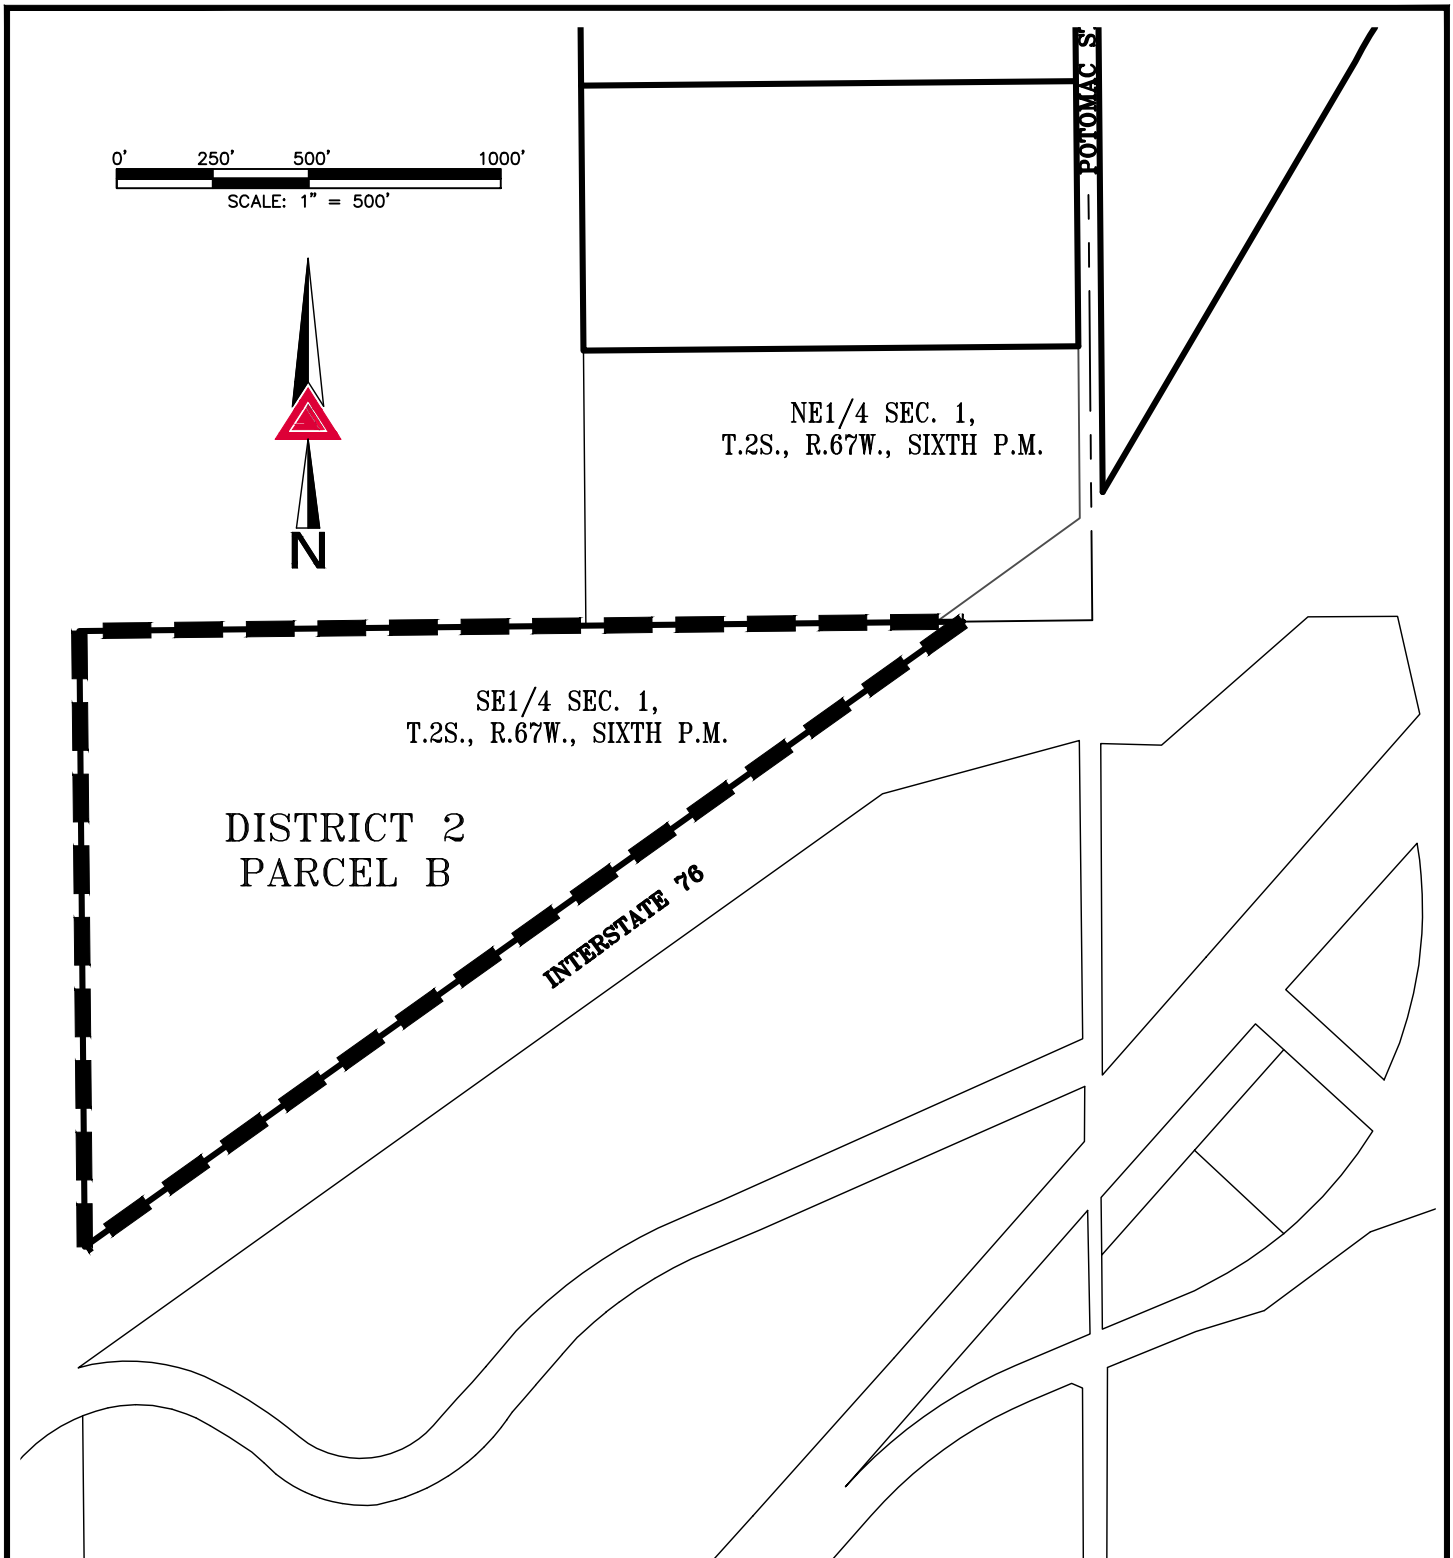 POTOMAC S
0' 250' 500' 1000'
SCALE: 1" = 500'
NE1/4 SEC. 1,
T.2S., R.67W., SIXTH P.M.
N
SE1/4 SEC. 1,
T.2S., R.67W., SIXTH P.M.
DISTRICT 2
PARCEL B
INTERSTATE 76